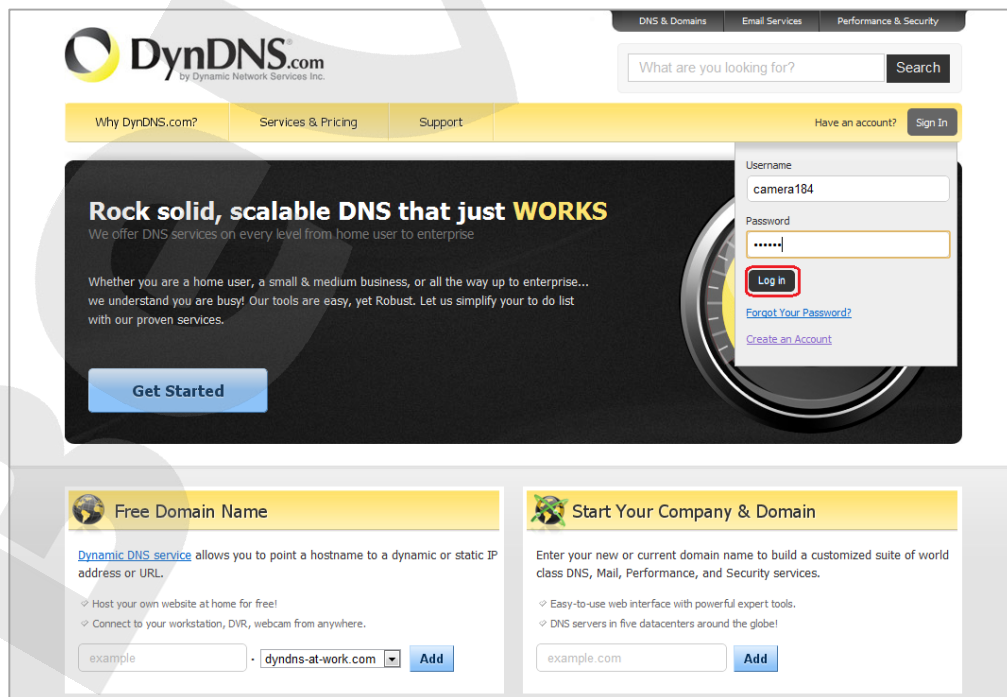 DNS & Domains Email Services Performance & Security
DynDNS.com
by Dynamic Network Services Inc.
What are you looking for? Search
Why DynDNS.com? Services & Pricing Support Have an account? Sign In
Username
camera184
Password
••••••
Log in
Forgot Your Password?
Create an Account
Rock solid, scalable DNS that just WORKS
We offer DNS services on every level from home user to enterprise
Whether you are a home user, a small & medium business, or all the way up to enterprise...
we understand you are busy! Our tools are easy, yet Robust. Let us simplify your to do list
with our proven services.
Get Started
Free Domain Name
Dynamic DNS service allows you to point a hostname to a dynamic or static IP
address or URL.
Host your own website at home for free!
Connect to your workstation, DVR, webcam from anywhere.
example . dyndns-at-work.com Add
Start Your Company & Domain
Enter your new or current domain name to build a customized suite of world
class DNS, Mail, Performance, and Security services.
Easy-to-use web interface with powerful expert tools.
DNS servers in five datacenters around the globe!
example.com Add